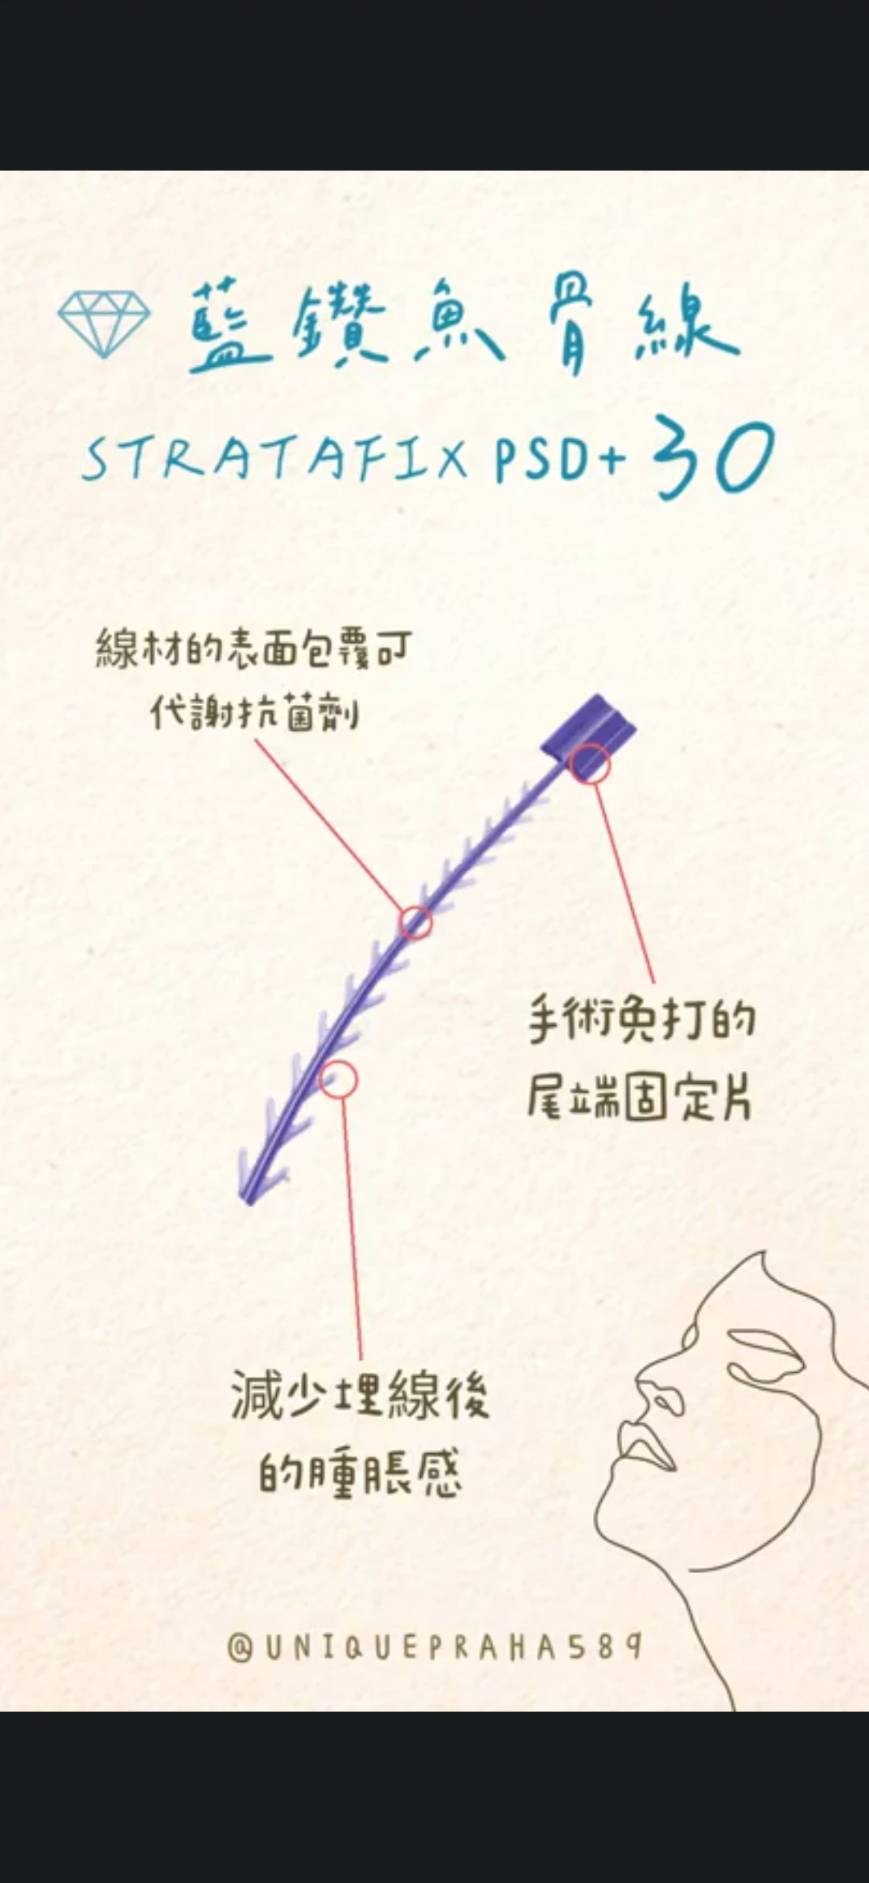 藍鑽魚骨線
STRATAFIX PSD+ 30
線材的表面包覆可
代謝抗菌劑
手術免打的
尾端固定片
減少埋線後
的腫脹感
@UNIQUEPRAHA589